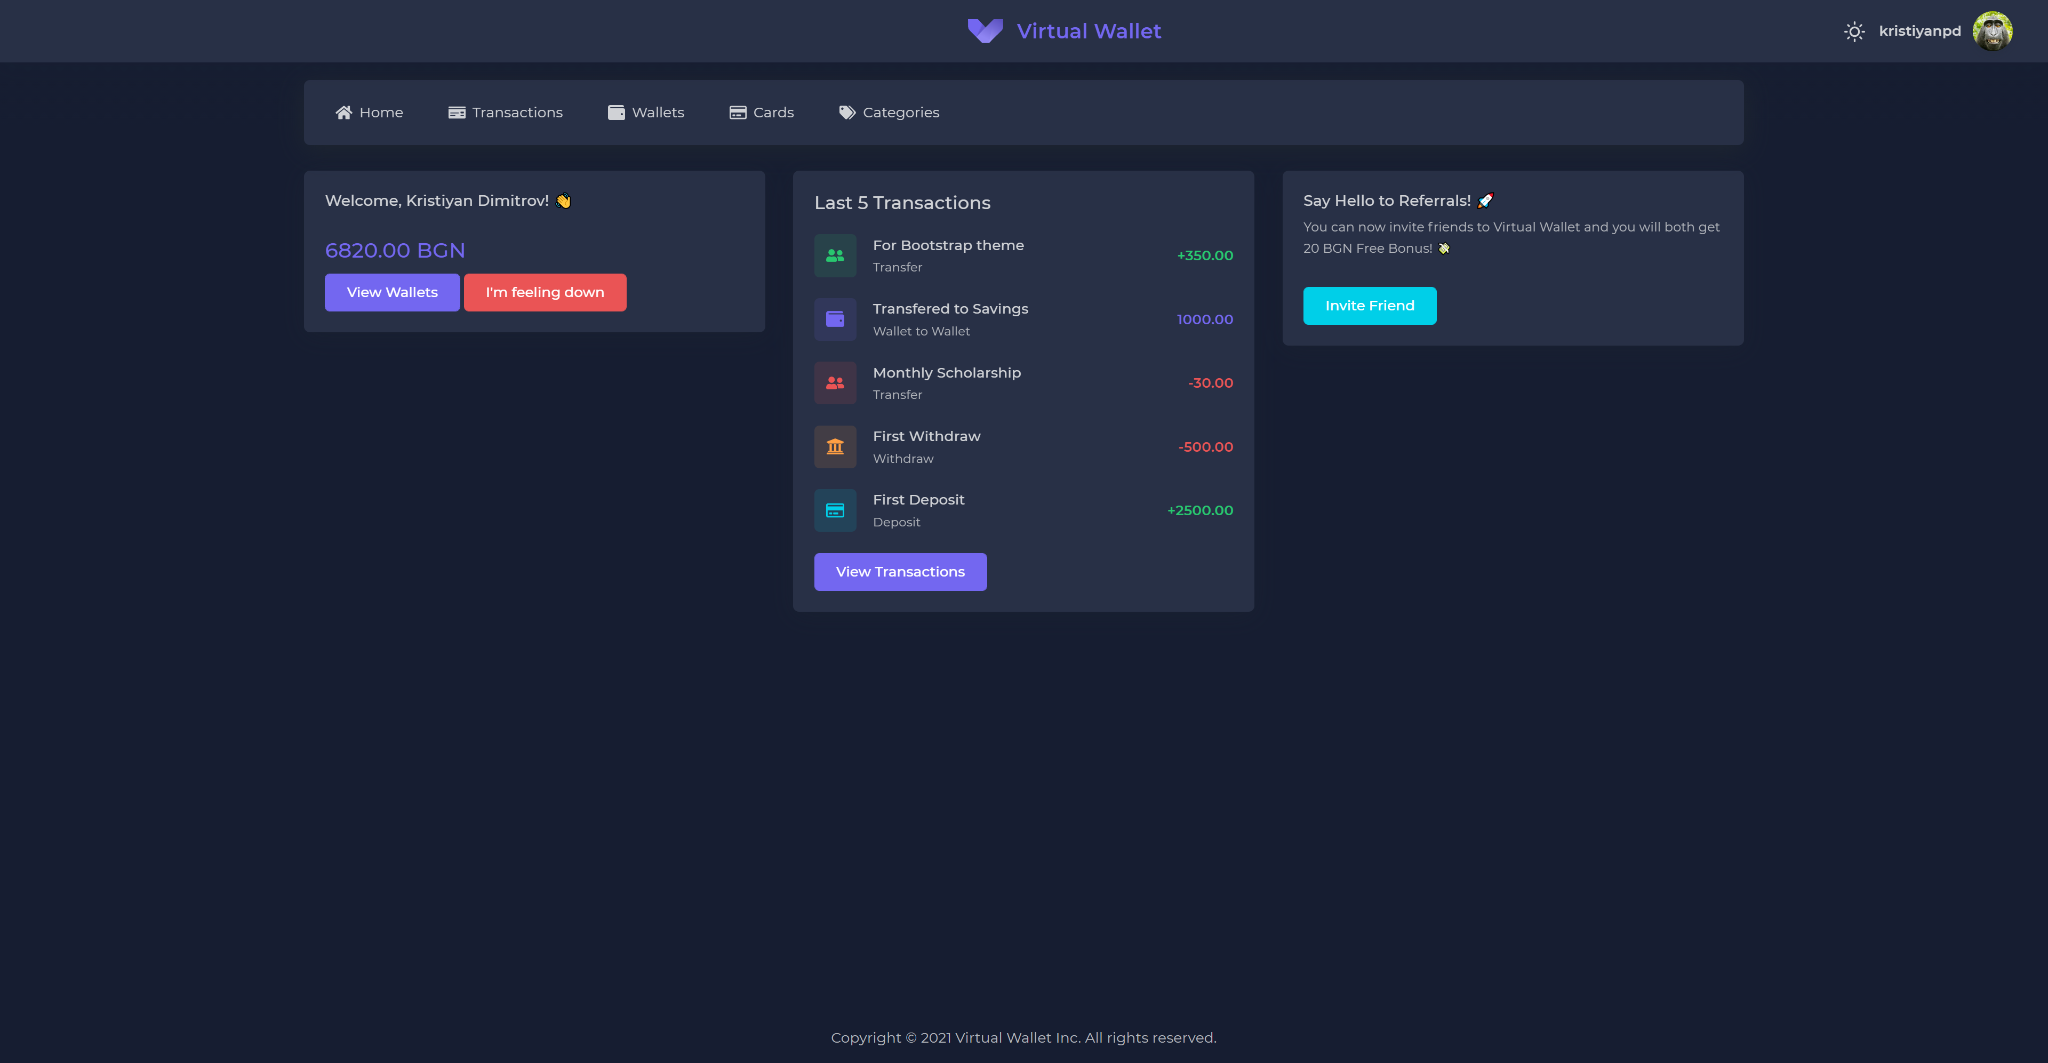 Virtual Wallet
kristiyanpd
Home
Transactions
Wallets
Cards
Categories
Welcome, Kristiyan Dimitrov! 👋
6820.00 BGN
View Wallets
I'm feeling down
Last 5 Transactions
For Bootstrap theme
Transfer
+350.00
Transfered to Savings
Wallet to Wallet
1000.00
Monthly Scholarship
Transfer
-30.00
First Withdraw
Withdraw
-500.00
First Deposit
Deposit
+2500.00
View Transactions
Say Hello to Referrals! 🚀
You can now invite friends to Virtual Wallet and you will both get
20 BGN Free Bonus! 💸
Invite Friend
Copyright © 2021 Virtual Wallet Inc. All rights reserved.